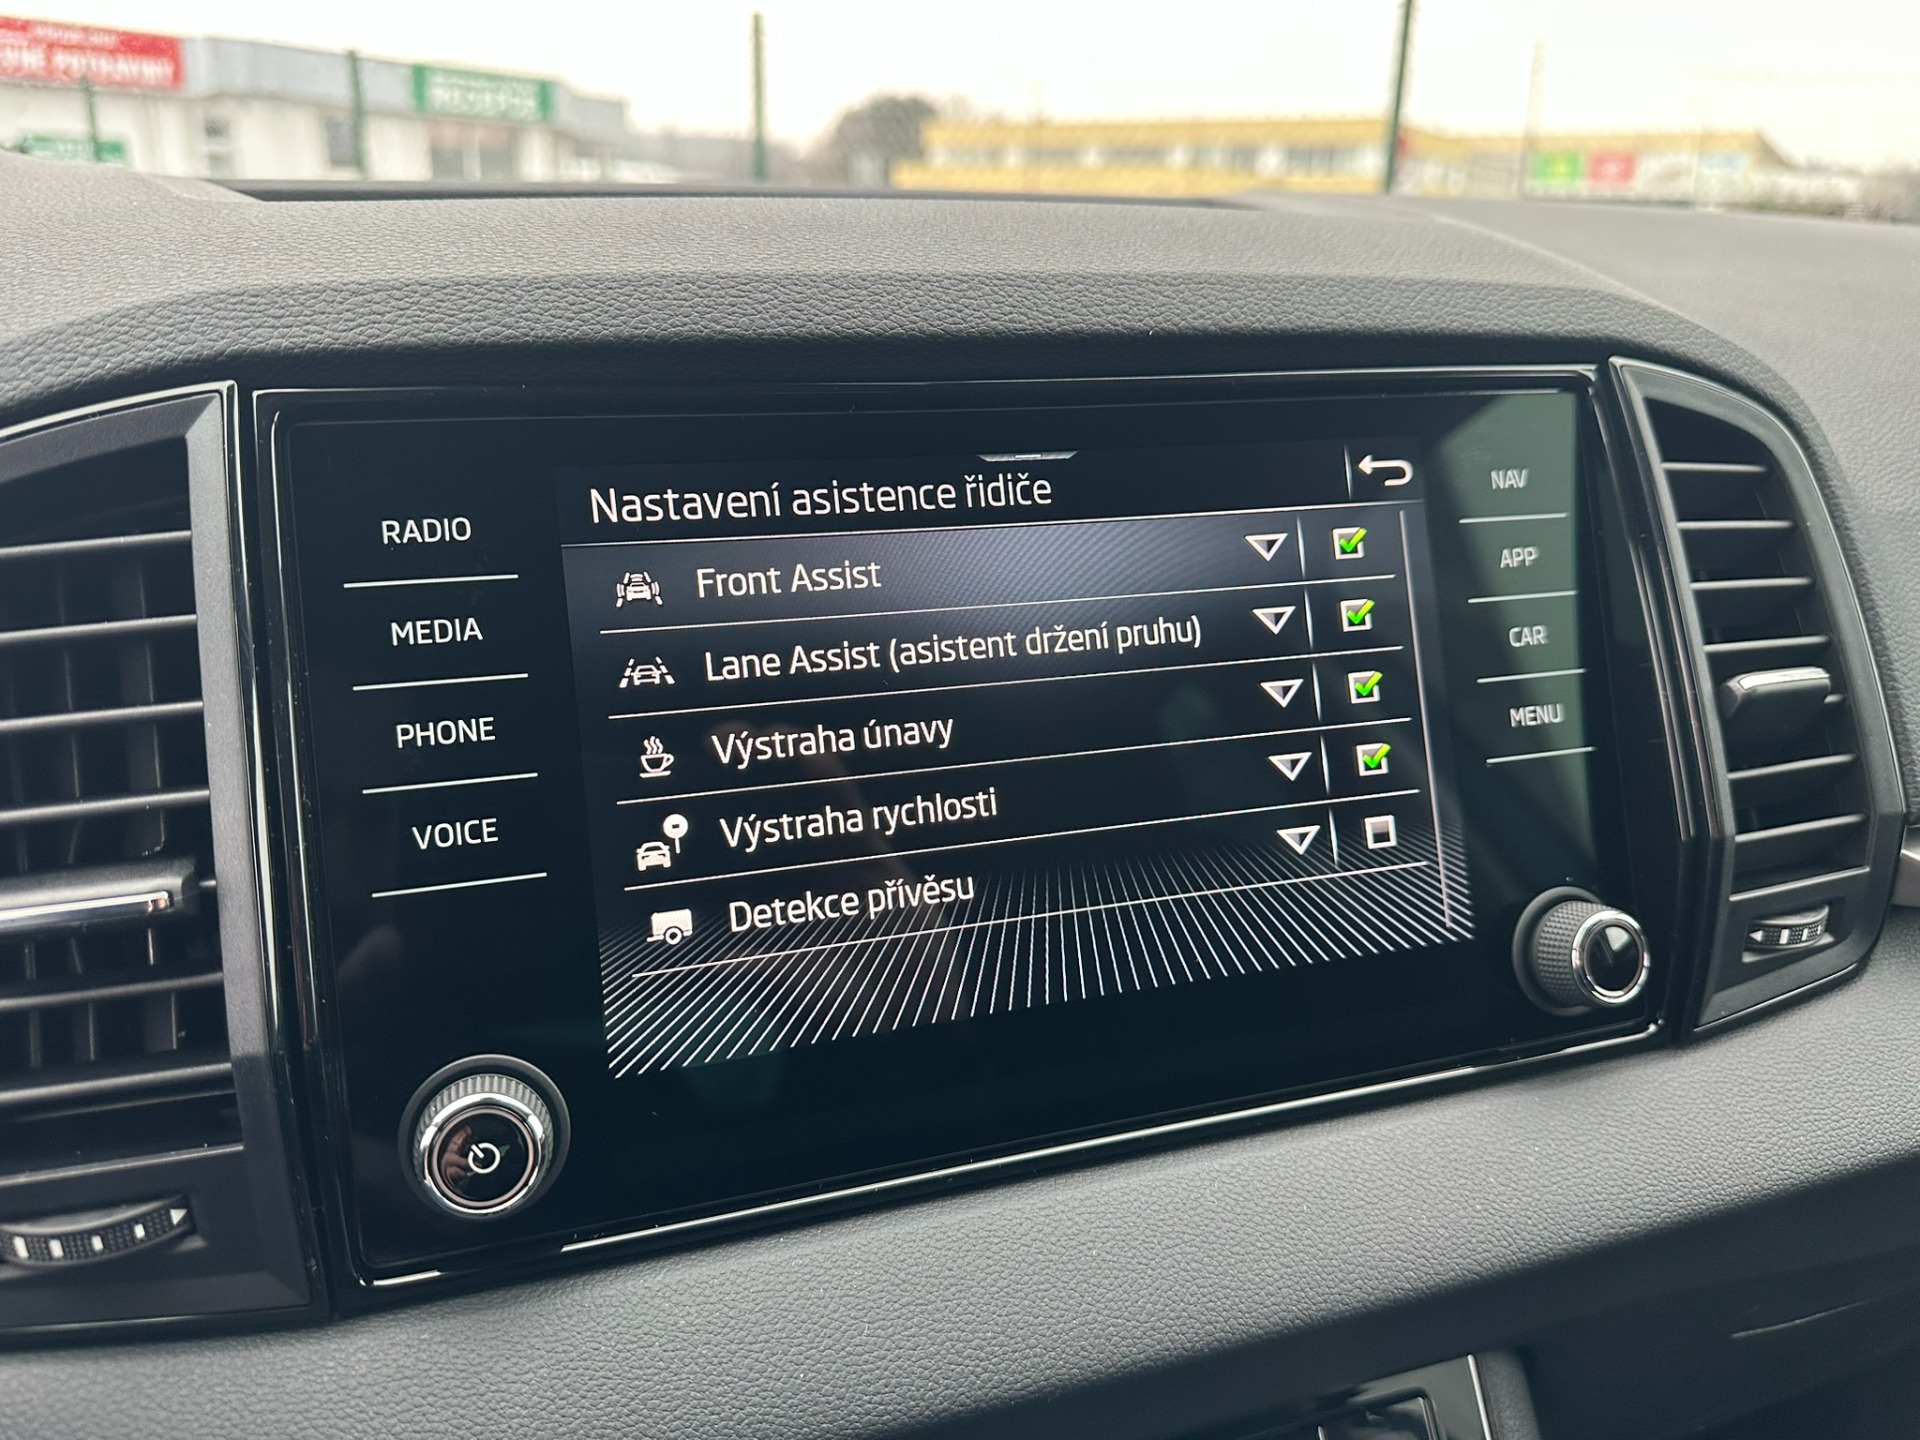 RADIO
MEDIA
PHONE
VOICE
Nastavení asistence řidiče
Front Assist
Lane Assist (asistent držení pruhu)
Výstraha únavy
Výstraha rychlosti
Detekce přívěsu
NAV
APP
CAR
MENU